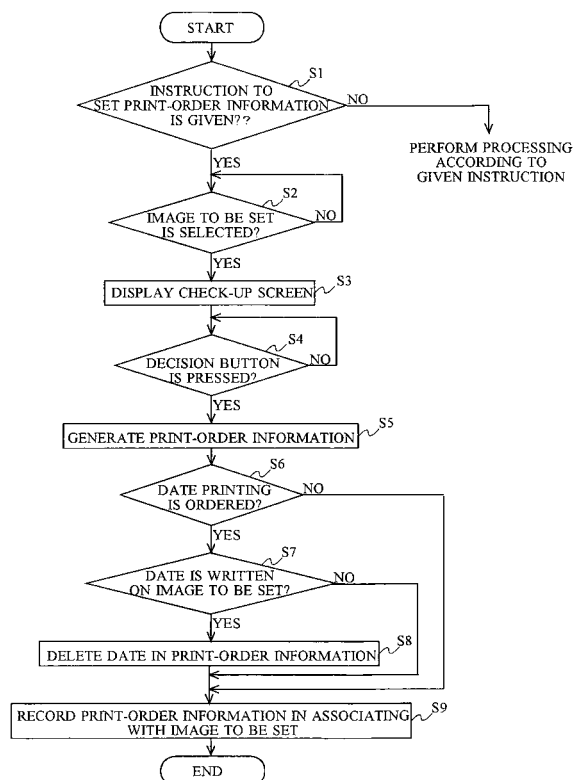 START
S1
INSTRUCTION TO
SET PRINT-ORDER INFORMATION
IS GIVEN??
NO
PERFORM PROCESSING
ACCORDING TO
GIVEN INSTRUCTION
YES
S2
IMAGE TO BE SET
IS SELECTED?
NO
YES
S3
DISPLAY CHECK-UP SCREEN
S4
DECISION BUTTON
IS PRESSED?
NO
YES
S5
GENERATE PRINT-ORDER INFORMATION
S6
DATE PRINTING
IS ORDERED?
NO
YES
S7
DATE IS WRITTEN
ON IMAGE TO BE SET?
NO
YES
S8
DELETE DATE IN PRINT-ORDER INFORMATION
S9
RECORD PRINT-ORDER INFORMATION IN ASSOCIATING
WITH IMAGE TO BE SET
END